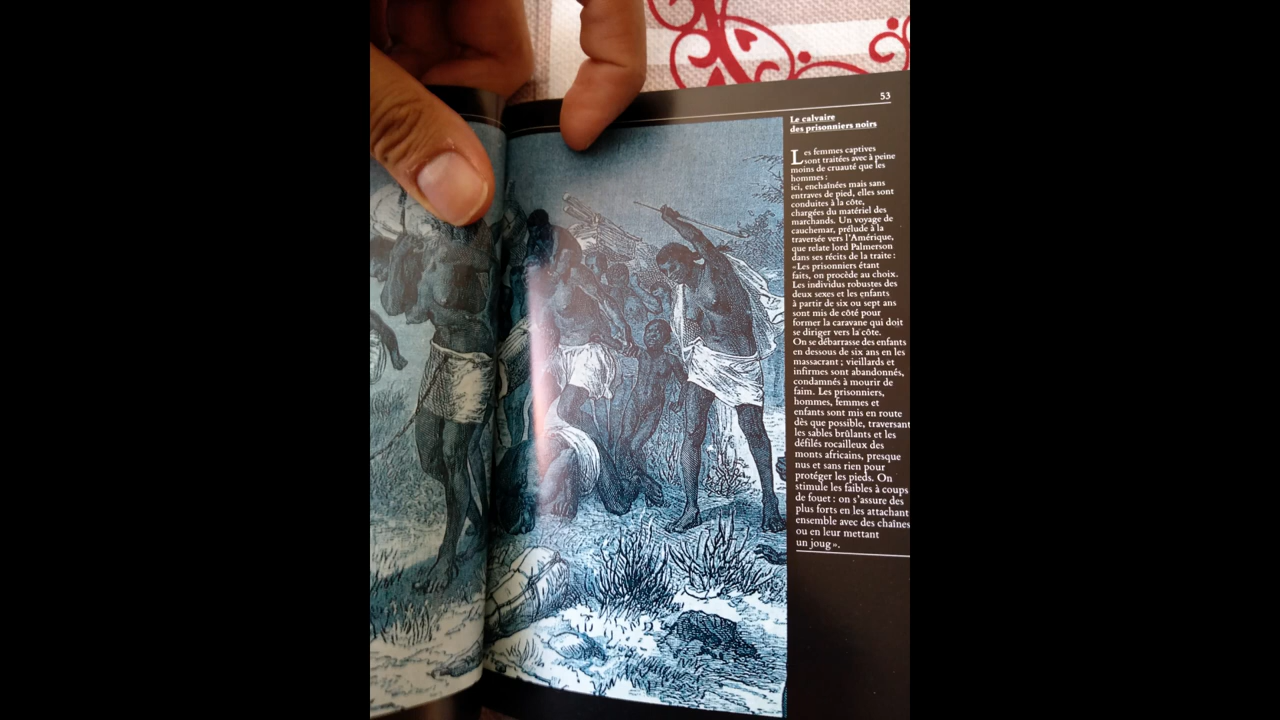 53
Le calvaire
des prisonniers noirs
Les femmes captives
sont traitées avec à peine
moins de cruauté que les
hommes :
ici, enchaînées mais sans
entraves de pied, elles sont
conduites à la côte,
chargées du matériel des
marchands. Un voyage de
cauchemar, prélude à la
traversée vers l'Amérique,
que relate lord Palmerson
dans ses récits de la traite :
«Les prisonniers étant
faits, on procède au choix.
Les individus robustes des
deux sexes et les enfants
à partir de six ou sept ans
sont mis de côté pour
former la caravane qui doit
se diriger vers la côte.
On se débarrasse des enfants
en dessous de six ans en les
massacrant ; vieillards et
infirmes sont abandonnés,
condamnés à mourir de
faim. Les prisonniers,
hommes, femmes et
enfants sont mis en route
dès que possible, traversant
les sables brûlants et les
défilés rocailleux des
monts africains, presque
nus et sans rien pour
protéger les pieds. On
stimule les faibles à coups
de fouet : on s'assure des
plus forts en les attachant
ensemble avec des chaînes
ou en leur mettant
un joug».